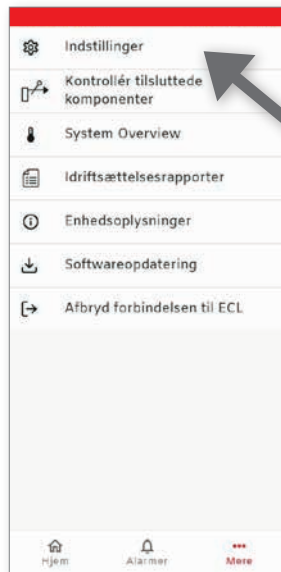 Indstillinger
Kontrollér tilsluttede
komponenter
System Overview
Idriftsættelsesrapporter
Enhedsoplysninger
Softwareopdatering
Afbryd forbindelsen til ECL
Hjem Alarmer Mere